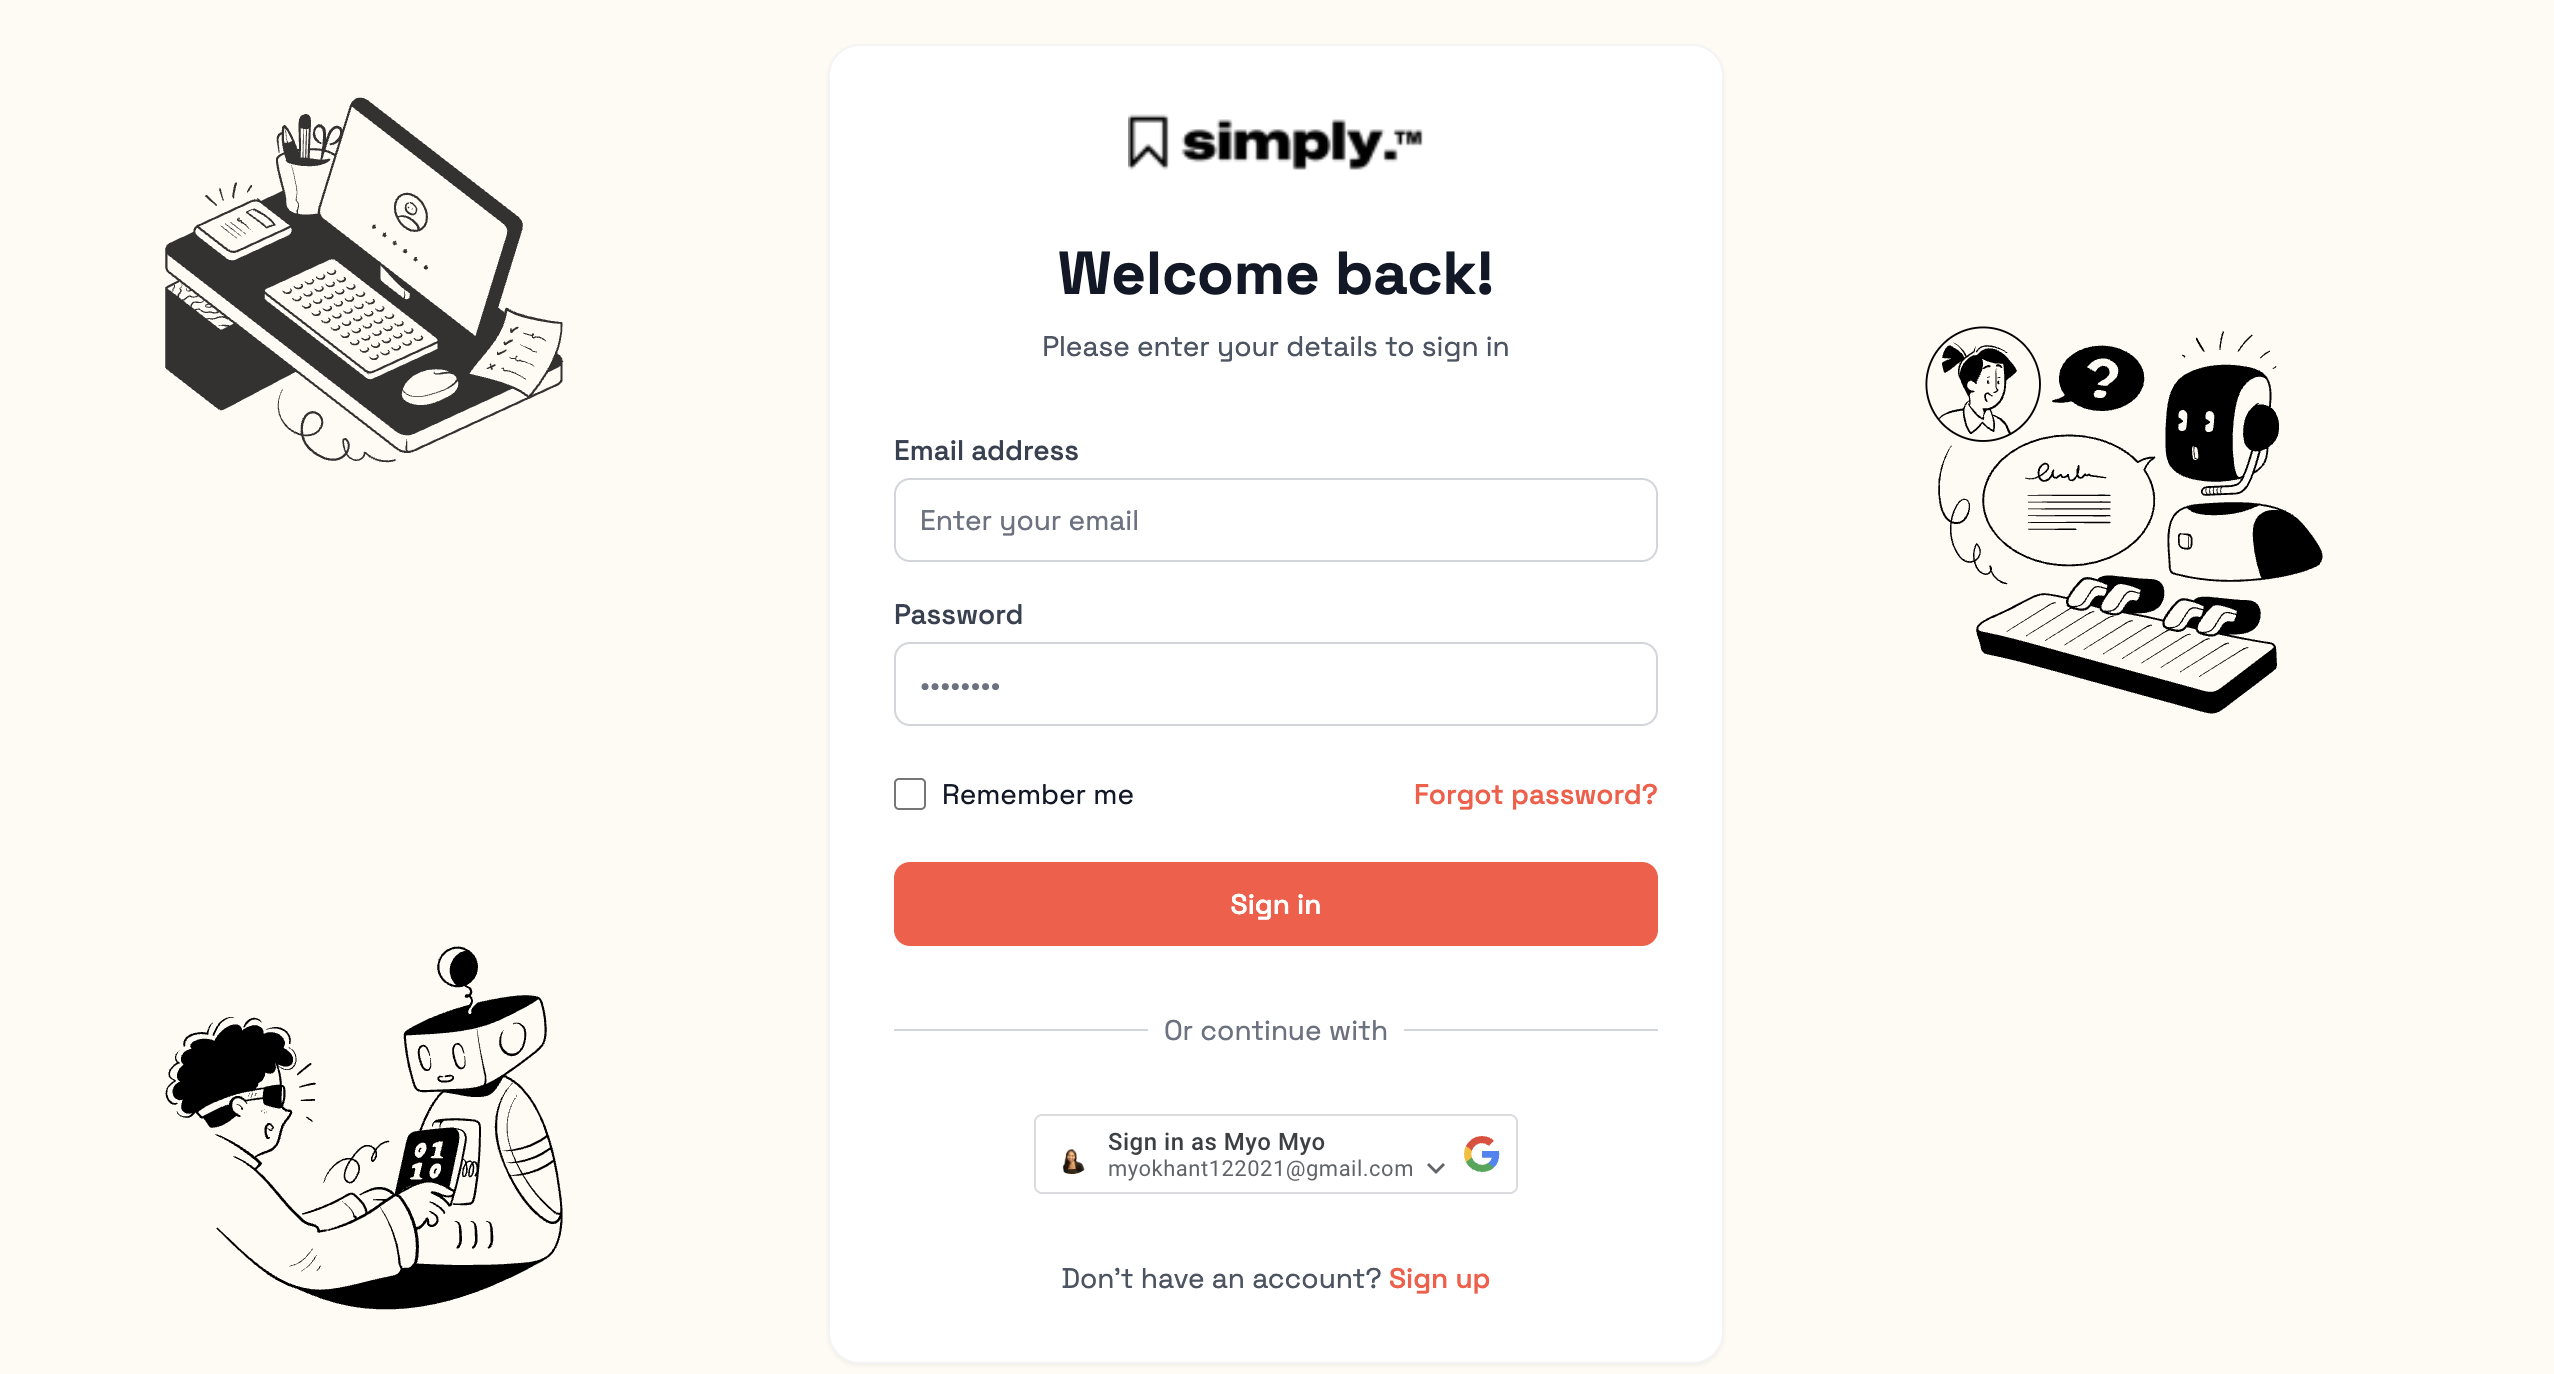 simply.™
Welcome back!
Please enter your details to sign in
Email address
Enter your email
?
Password
••••••••
Remember me
Forgot password?
Sign in
Or continue with
01
10
Sign in as Myo Myo
myokhant122021@gmail.com
Don't have an account? Sign up